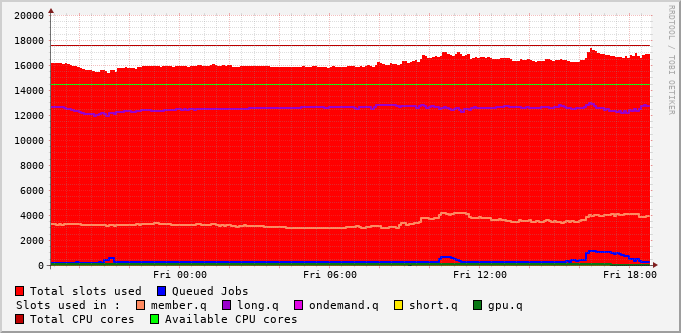 20000
18000
16000
14000
12000
10000
8000
6000
4000
2000
0
Fri 00:00 Fri 06:00 Fri 12:00 Fri 18:00
RRDTOOL / TOBI OETIKER
Total slots used Queued Jobs
Slots used in : member.q long.q ondemand.q short.q gpu.q
Total CPU cores Available CPU cores